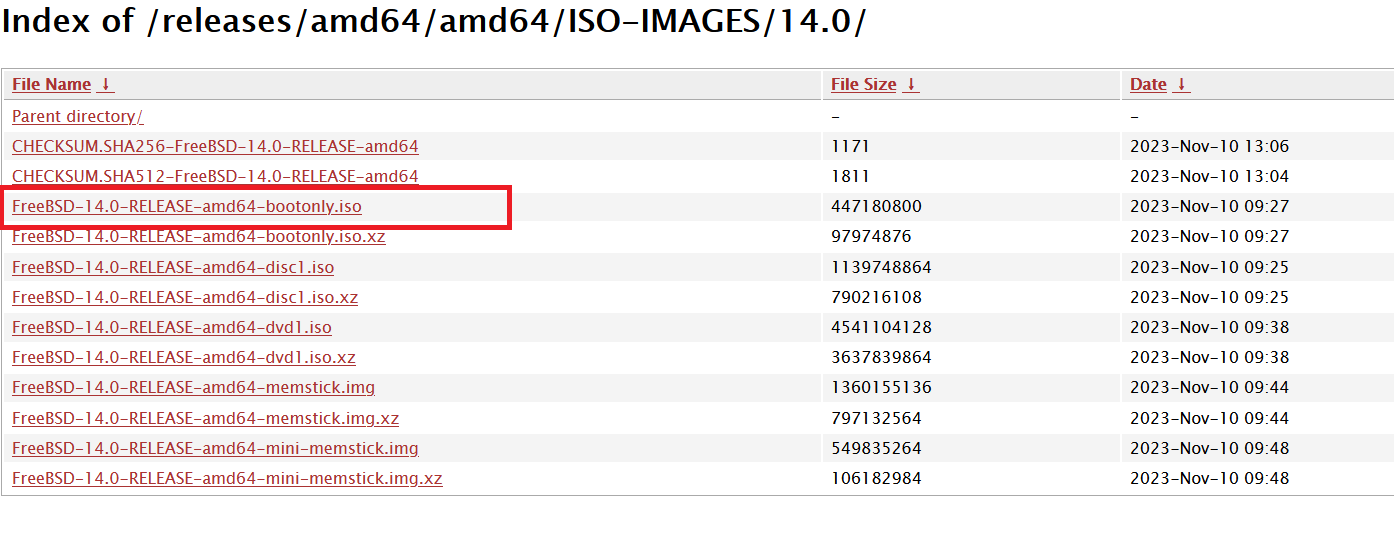 Index of /releases/amd64/amd64/ISO-IMAGES/14.0/
File Name ↓ File Size ↓ Date ↓
Parent directory/ - -
CHECKSUM.SHA256-FreeBSD-14.0-RELEASE-amd64 1171 2023-Nov-10 13:06
CHECKSUM.SHA512-FreeBSD-14.0-RELEASE-amd64 1811 2023-Nov-10 13:04
FreeBSD-14.0-RELEASE-amd64-bootonly.iso 447180800 2023-Nov-10 09:27
FreeBSD-14.0-RELEASE-amd64-bootonly.iso.xz 97974876 2023-Nov-10 09:27
FreeBSD-14.0-RELEASE-amd64-disc1.iso 1139748864 2023-Nov-10 09:25
FreeBSD-14.0-RELEASE-amd64-disc1.iso.xz 790216108 2023-Nov-10 09:25
FreeBSD-14.0-RELEASE-amd64-dvd1.iso 4541104128 2023-Nov-10 09:38
FreeBSD-14.0-RELEASE-amd64-dvd1.iso.xz 3637839864 2023-Nov-10 09:38
FreeBSD-14.0-RELEASE-amd64-memstick.img 1360155136 2023-Nov-10 09:44
FreeBSD-14.0-RELEASE-amd64-memstick.img.xz 797132564 2023-Nov-10 09:44
FreeBSD-14.0-RELEASE-amd64-mini-memstick.img 549835264 2023-Nov-10 09:48
FreeBSD-14.0-RELEASE-amd64-mini-memstick.img.xz 106182984 2023-Nov-10 09:48